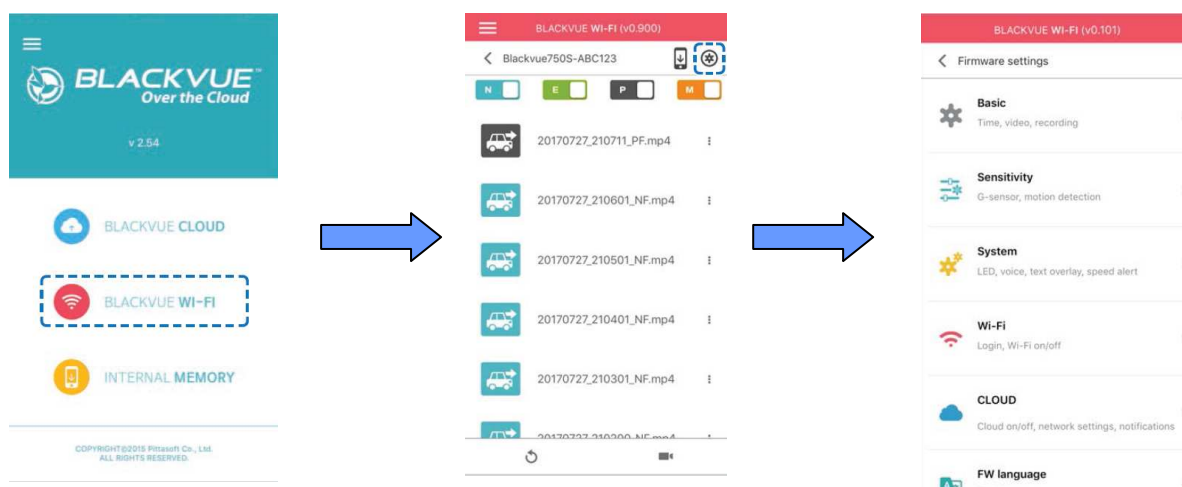 BLACKVUE™
Over the Cloud
v 2.54
BLACKVUE CLOUD
BLACKVUE WI-FI
INTERNAL MEMORY
COPYRIGHT@2015 Pittasoft Co., Ltd.
ALL RIGHTS RESERVED.
BLACKVUE WI-FI (v0.900)
Blackvue750S-ABC123
N E P M
20170727_210711_PF.mp4
20170727_210601_NF.mp4
20170727_210501_NF.mp4
20170727_210401_NF.mp4
20170727_210301_NF.mp4
20170727_210200_NF.mp4
BLACKVUE WI-FI (v0.101)
Firmware settings
Basic
Time, video, recording
Sensitivity
G-sensor, motion detection
System
LED, voice, text overlay, speed alert
Wi-Fi
Login, Wi-Fi on/off
CLOUD
Cloud on/off, network settings, notifications
FW language